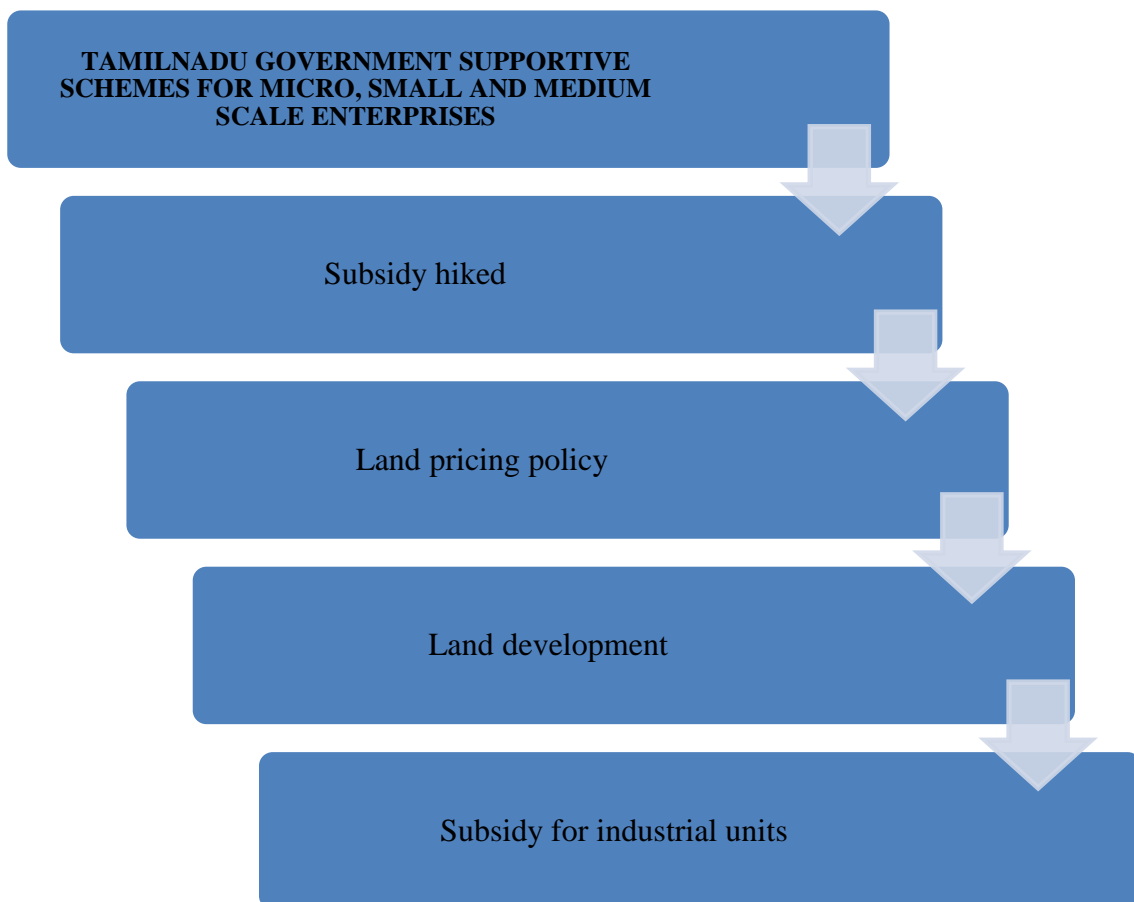 TAMILNADU GOVERNMENT SUPPORTIVE
SCHEMES FOR MICRO, SMALL AND MEDIUM
SCALE ENTERPRISES
Subsidy hiked
Land pricing policy
Land development
Subsidy for industrial units